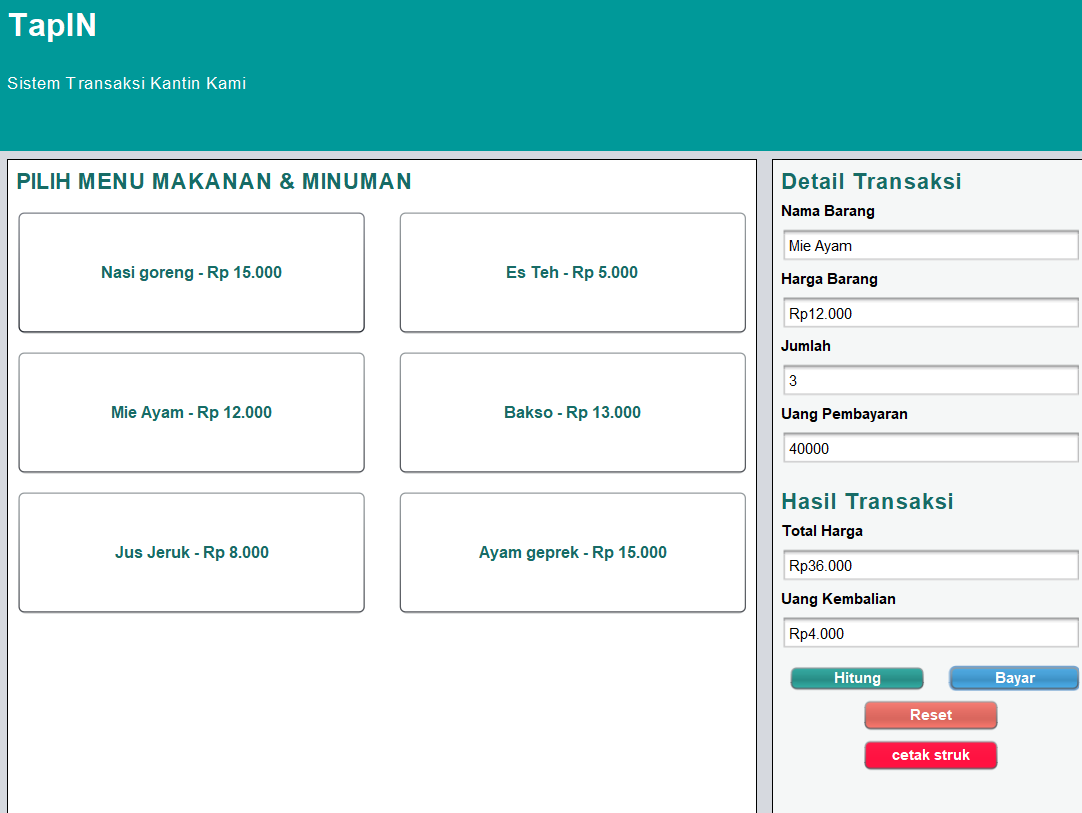 TapIN
Sistem Transaksi Kantin Kami
PILIH MENU MAKANAN & MINUMAN
Nasi goreng - Rp 15.000
Es Teh - Rp 5.000
Mie Ayam - Rp 12.000
Bakso - Rp 13.000
Jus Jeruk - Rp 8.000
Ayam geprek - Rp 15.000
Detail Transaksi
Nama Barang
Mie Ayam
Harga Barang
Rp12.000
Jumlah
3
Uang Pembayaran
40000
Hasil Transaksi
Total Harga
Rp36.000
Uang Kembalian
Rp4.000
Hitung
Bayar
Reset
cetak struk